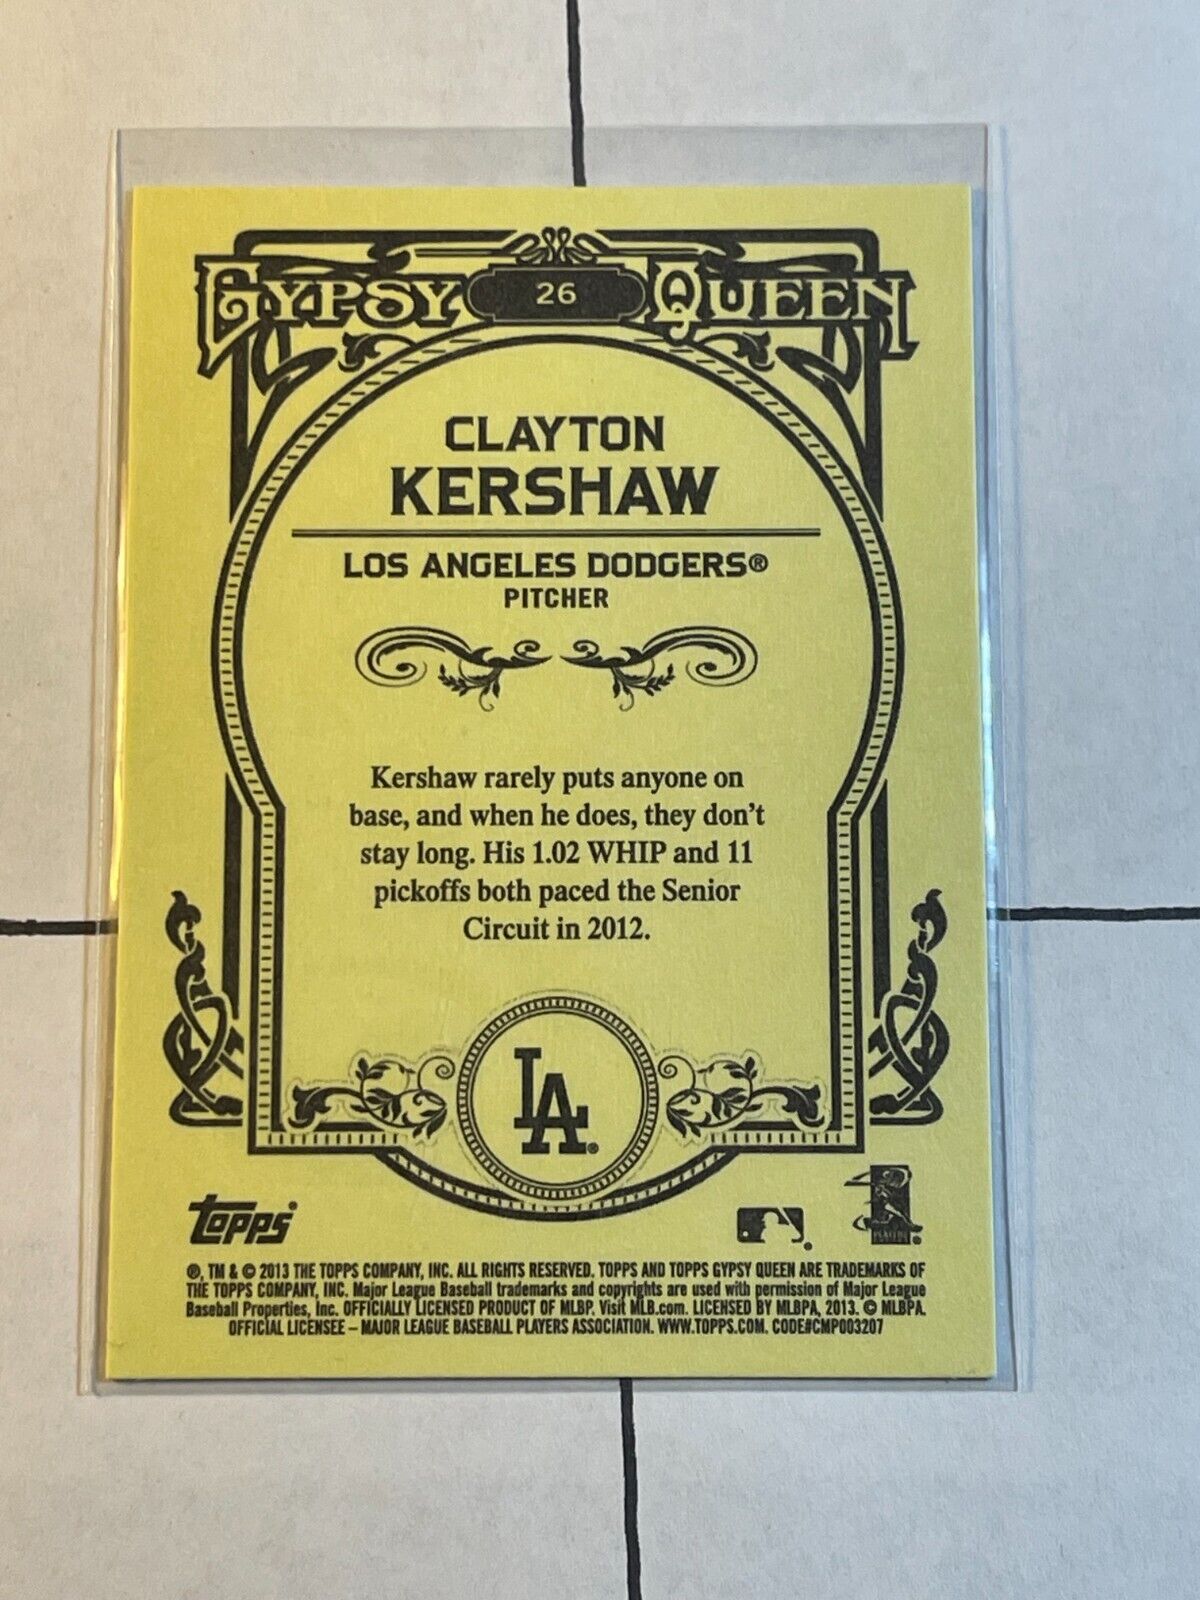 GYPSY 26 QUEEN
CLAYTON
KERSHAW
LOS ANGELES DODGERS®
PITCHER
Kershaw rarely puts anyone on
base, and when he does, they don't
stay long. His 1.02 WHIP and 11
pickoffs both paced the Senior
Circuit in 2012.
LA®
topps®
®, TM & © 2013 THE TOPPS COMPANY, INC. ALL RIGHTS RESERVED. TOPPS AND TOPPS GYPSY QUEEN ARE TRADEMARKS OF
THE TOPPS COMPANY, INC. Major League Baseball trademarks and copyrights are used with permission of Major League
Baseball Properties, Inc. OFFICIALLY LICENSED PRODUCT OF MLBP. Visit MLB.com. LICENSED BY MLBPA, 2013. © MLBPA.
OFFICIAL LICENSEE – MAJOR LEAGUE BASEBALL PLAYERS ASSOCIATION. WWW.TOPPS.COM. CODE#CMP003207